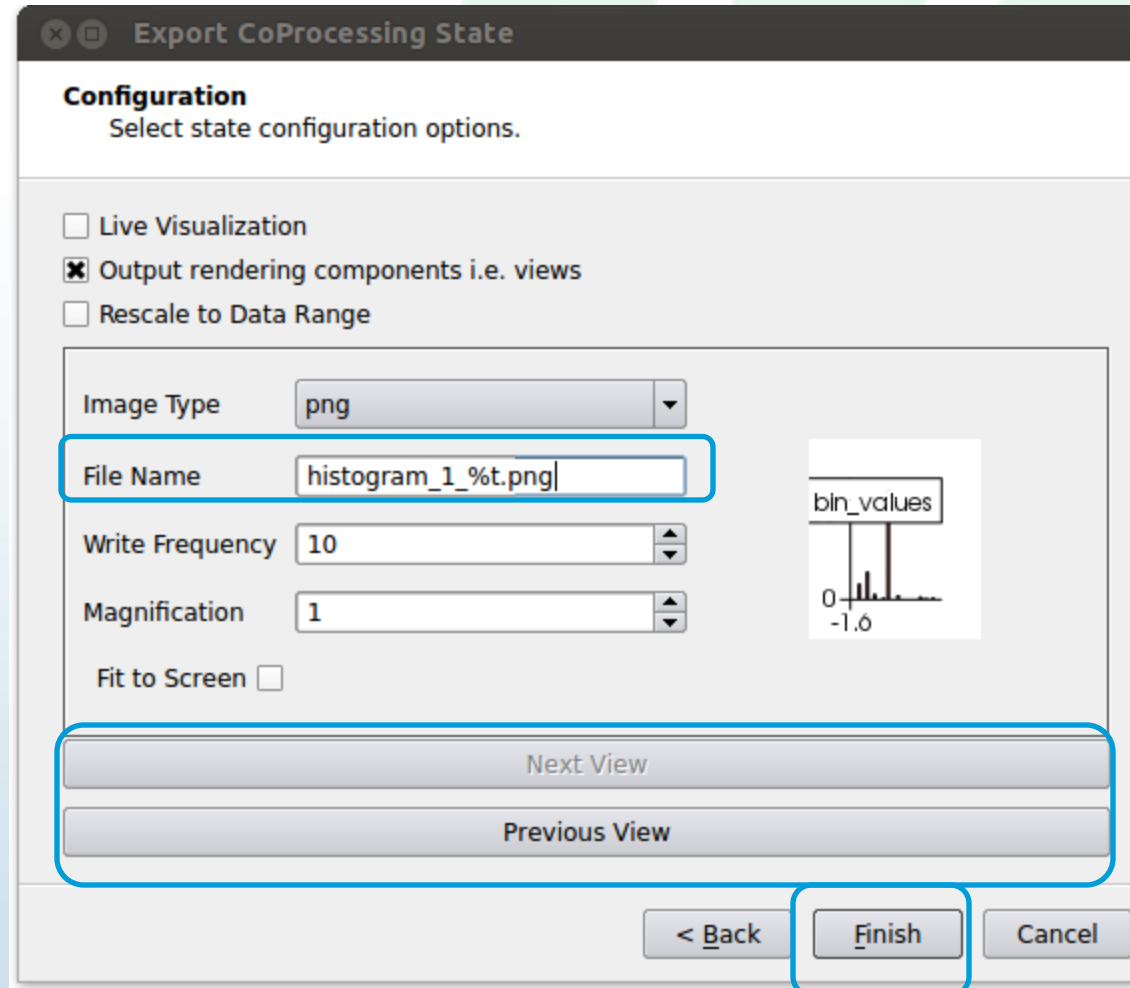 Export CoProcessing State
Configuration
Select state configuration options.
Live Visualization
Output rendering components i.e. views
Rescale to Data Range
Image Type png
File Name histogram_1_%t.png
Write Frequency 10
Magnification 1
Fit to Screen
bin_values
0
-1.6
Next View
Previous View
< Back Finish Cancel